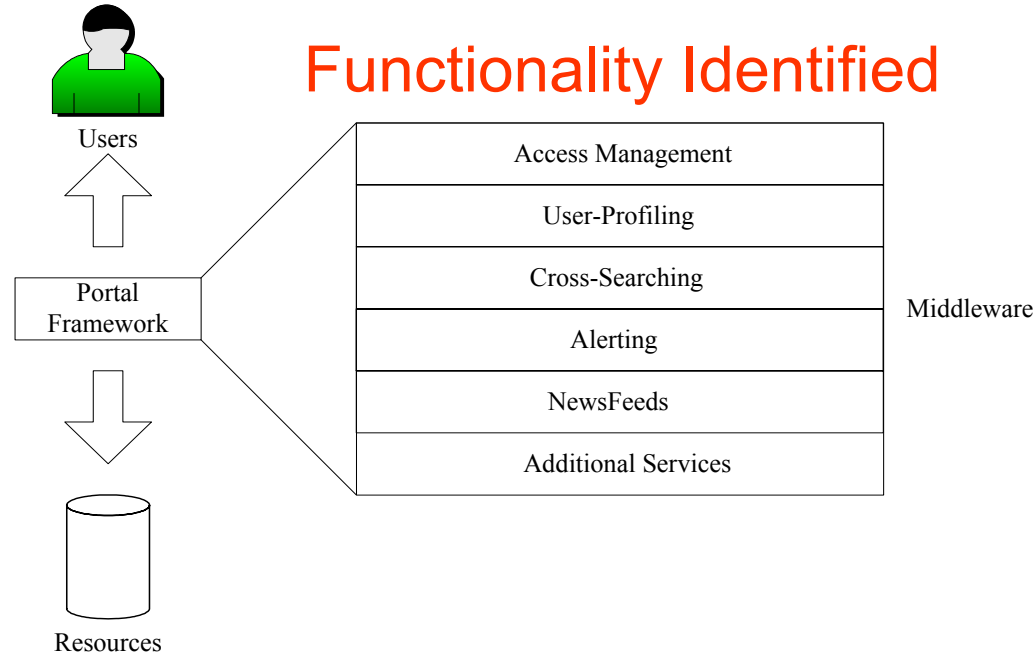 Functionality Identified
Users
Portal
Framework
Resources
Access Management
User-Profiling
Cross-Searching
Alerting
NewsFeeds
Additional Services
Middleware